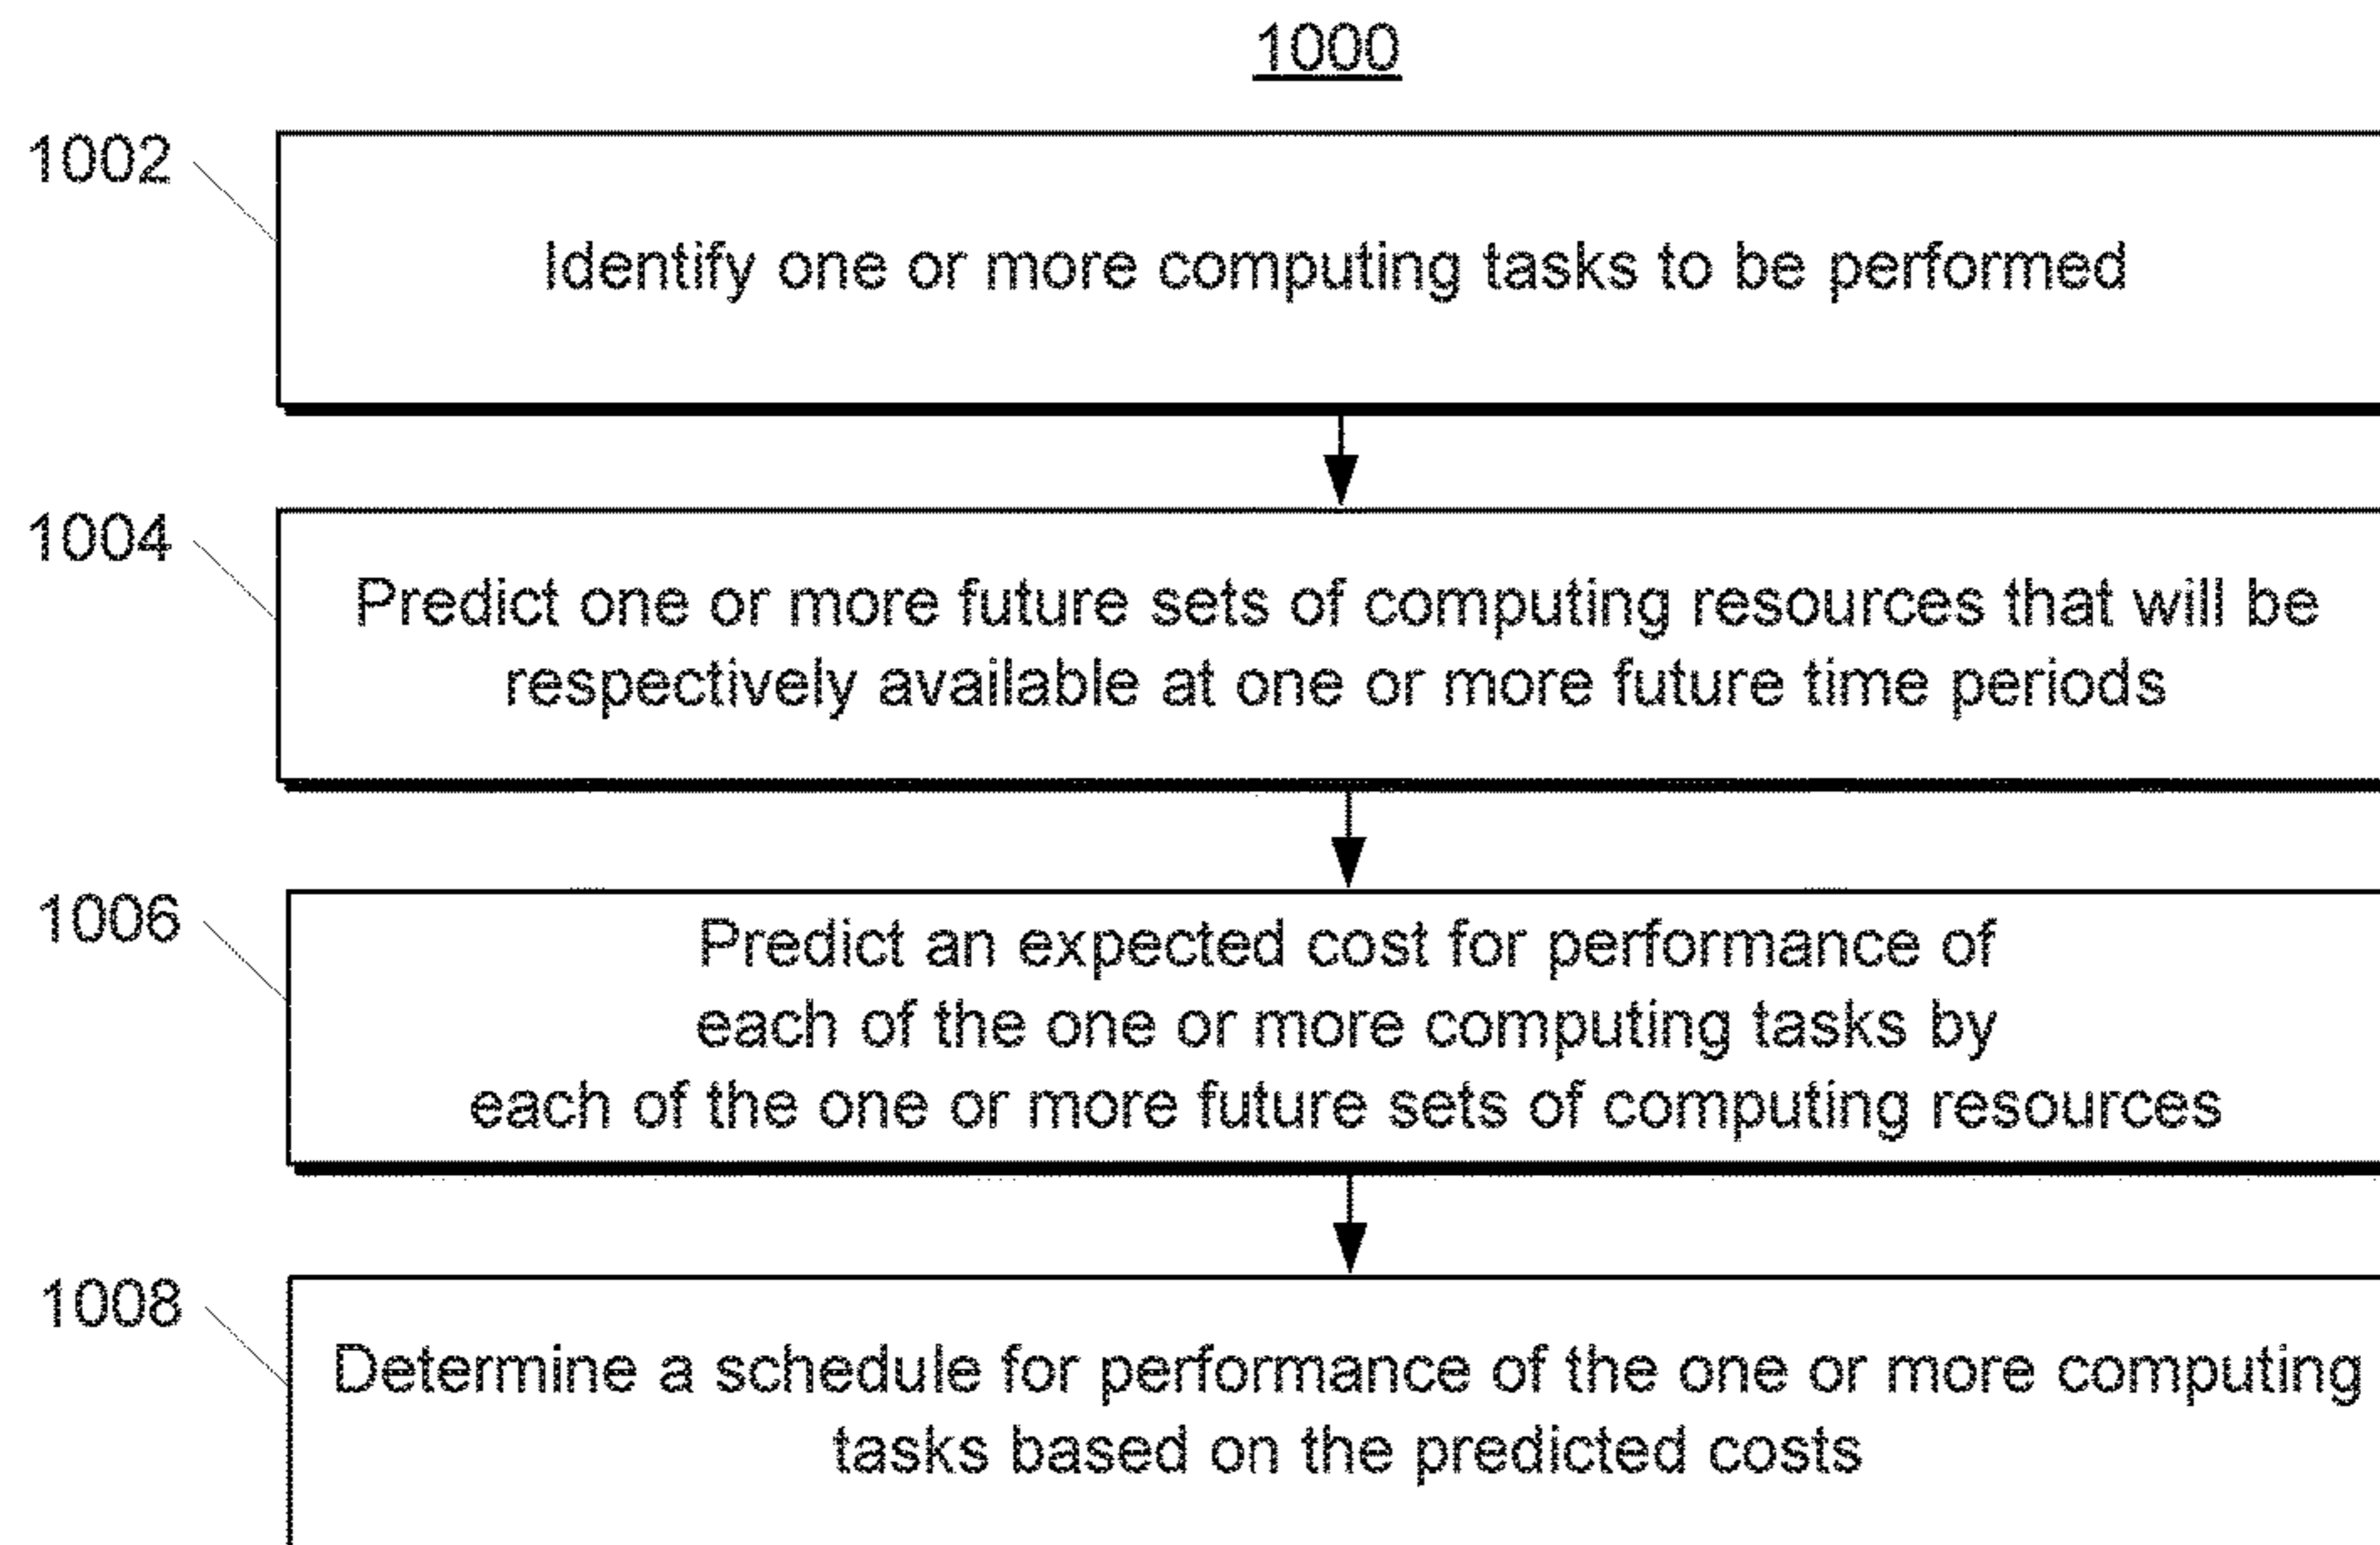 1000
1002
Identify one or more computing tasks to be performed
1004
Predict one or more future sets of computing resources that will be
respectively available at one or more future time periods
1006
Predict an expected cost for performance of
each of the one or more computing tasks by
each of the one or more future sets of computing resources
1008
Determine a schedule for performance of the one or more computing
tasks based on the predicted costs